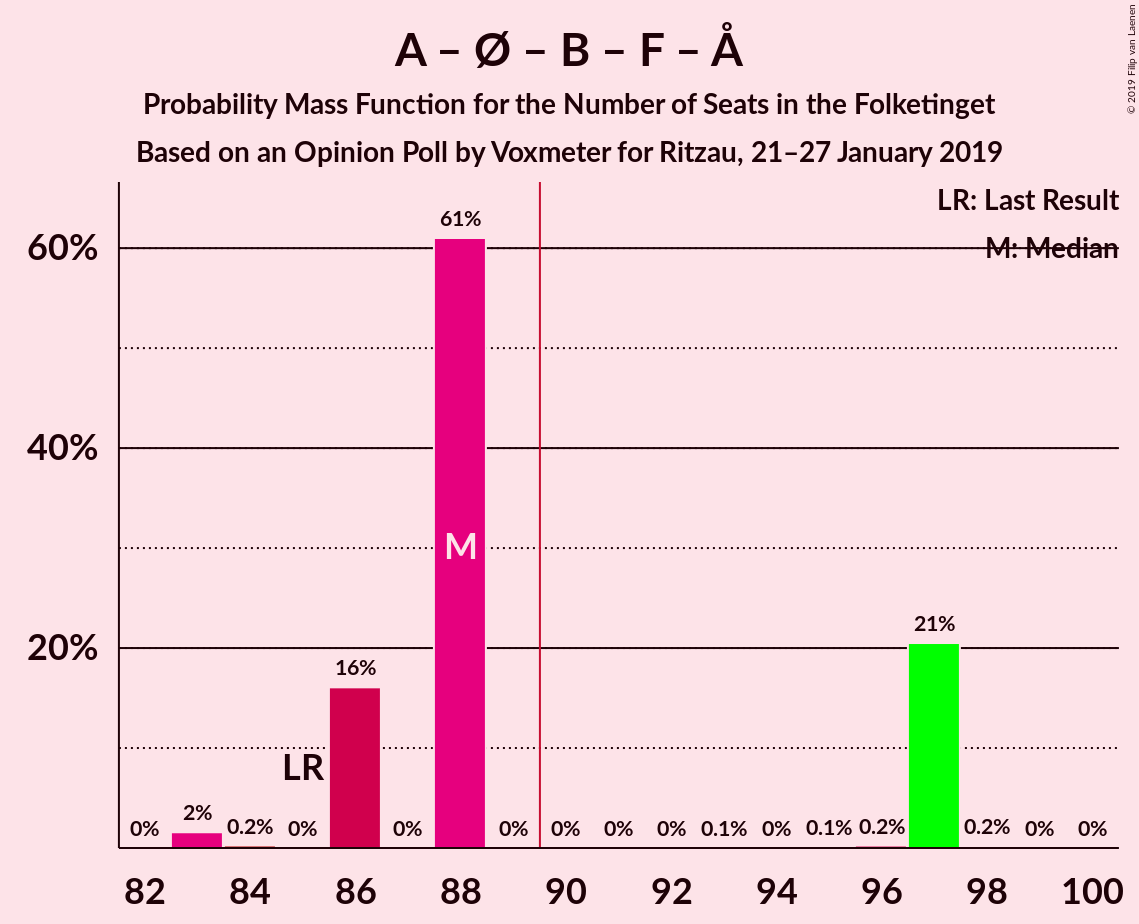 A – Ø – B – F – Å
Probability Mass Function for the Number of Seats in the Folketinget
Based on an Opinion Poll by Voxmeter for Ritzau, 21–27 January 2019
© 2019 Filip van Laenen
LR: Last Result
M: Median
60%
40%
20%
0%
2%
0.2%
0%
LR
16%
0%
61%
M
0%
0%
0%
0%
0.1%
0%
0.1%
0.2%
21%
0.2%
0%
0%
82 84 86 88 90 92 94 96 98 100